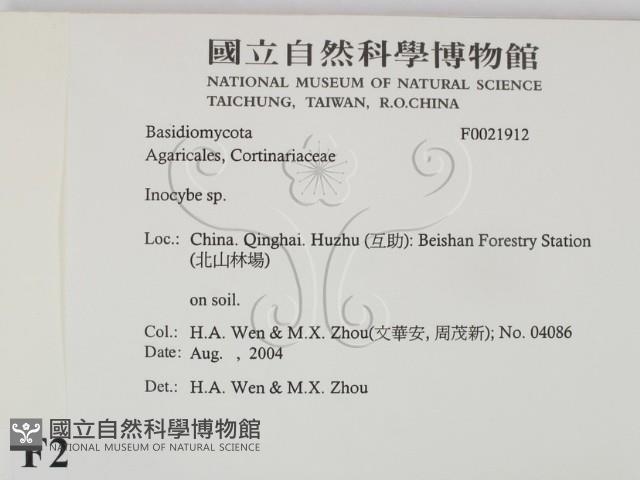 國立自然科學博物館
NATIONAL MUSEUM OF NATURAL SCIENCE
TAICHUNG, TAIWAN, R.O.CHINA
Basidiomycota F0021912
Agaricales, Cortinariaceae
Inocybe sp.
Loc.: China. Qinghai. Huzhu (互助): Beishan Forestry Station
(北山林場)
on soil.
Col.: H.A. Wen & M.X. Zhou(文華安, 周茂新); No. 04086
Date: Aug. , 2004
Det.: H.A. Wen & M.X. Zhou
國立自然科學博物館
NATIONAL MUSEUM OF NATURAL SCIENCE
F2